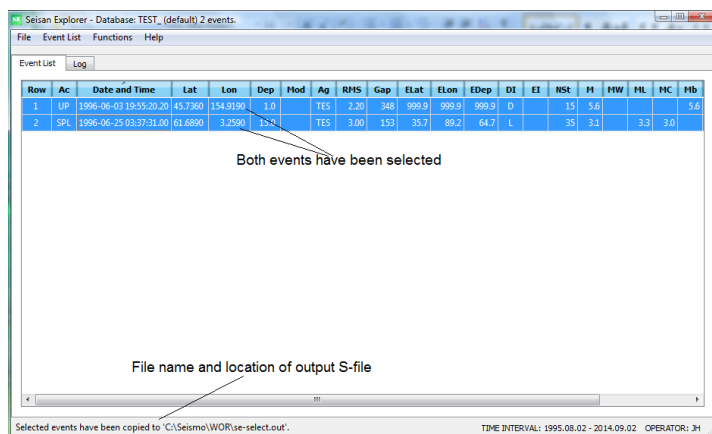 Seisan Explorer - Database: TEST_ (default) 2 events.
File Event List Functions Help
Event List Log
Row Ac Date and Time Lat Lon Dep Mod Ag RMS Gap ELat ELon EDep DI EI NSt M MW ML MC Mb
1 UP 1996-06-03 19:55:20.20 45.7360 154.9190 1.0 TES 2.20 348 999.9 999.9 999.9 D 15 5.6 5.6
2 SPL 1996-06-25 03:37:31.00 61.6890 3.2590 15.0 TES 3.00 153 35.7 89.2 64.7 L 35 3.1 3.3 3.0
Both events have been selected
File name and location of output S-file
Selected events have been copied to 'C:\Seismo\WOR\se-select.out'. TIME INTERVAL: 1995.08.02 - 2014.09.02 OPERATOR: JH